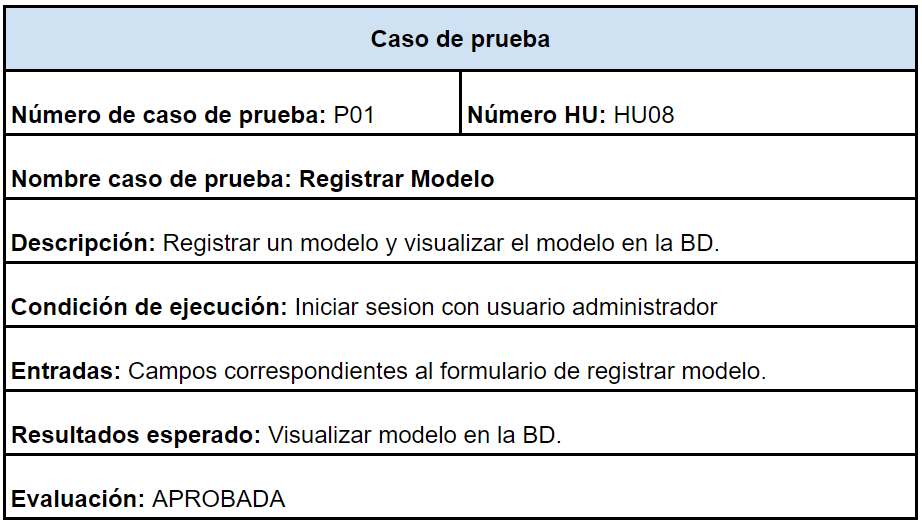 Caso de prueba
Número de caso de prueba: P01
Número HU: HU08
Nombre caso de prueba: Registrar Modelo
Descripción: Registrar un modelo y visualizar el modelo en la BD.
Condición de ejecución: Iniciar sesion con usuario administrador
Entradas: Campos correspondientes al formulario de registrar modelo.
Resultados esperado: Visualizar modelo en la BD.
Evaluación: APROBADA